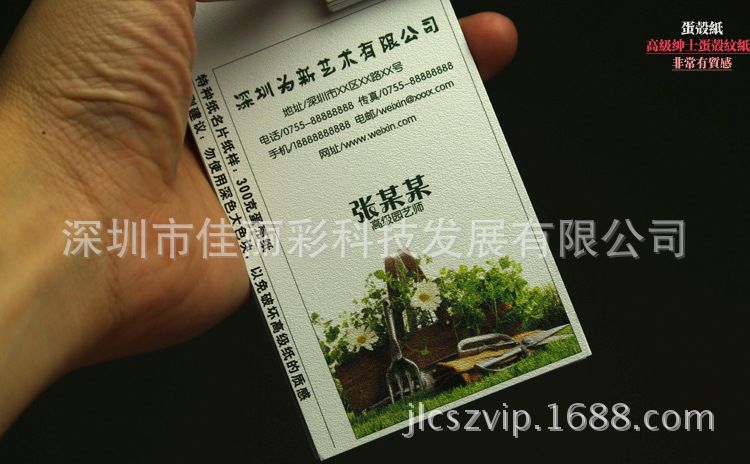 蛋殼紙
高級紳士蛋殼紋紙
非常有質感
深圳为新艺术有限公司
地址/深圳市XX区XX路XX号
电话/0755-88888888 传真/0755-88888888
手机/18888888888 电邮/weixin@xxxx.com
网址/www.weixin.com
张某某
高级园艺师
特种纸名片纸样：300克
建议：勿使用深色大色，以免破坏高级纸的质感
深圳市佳丽彩科技发展有限公司
jlcszvip.1688.com